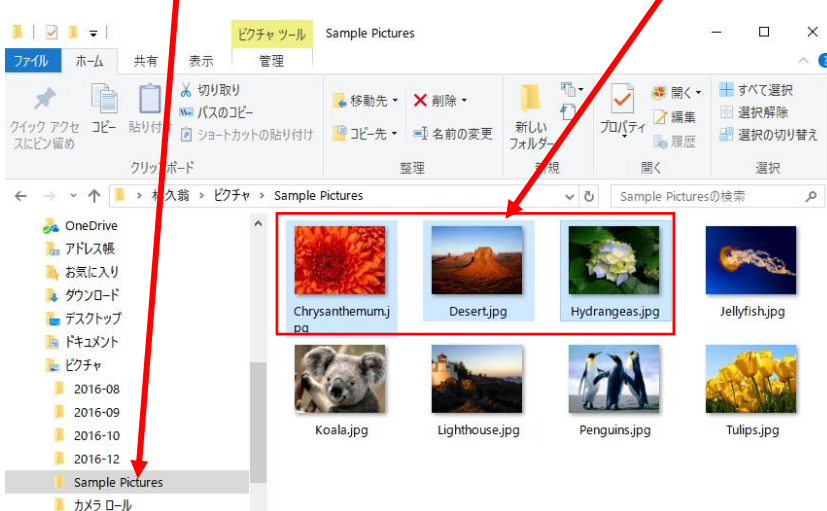 ピクチャ ツール Sample Pictures
ファイル ホーム 共有 表示 管理
クイック アクセスにピン留め
コピー
貼り付け
切り取り
パスのコピー
ショートカットの貼り付け
クリップボード
移動先
コピー先
削除
名前の変更
整理
新しい
フォルダー
新規
プロパティ
開く
編集
履歴
開く
すべて選択
選択解除
選択の切り替え
選択
久翁 › ピクチャ › Sample Pictures
Sample Picturesの検索
OneDrive
アドレス帳
お気に入り
ダウンロード
デスクトップ
ドキュメント
ピクチャ
2016-08
2016-09
2016-10
2016-12
Sample Pictures
カメラ ロール
Chrysanthemum.j
pg
Desert.jpg
Hydrangeas.jpg
Jellyfish.jpg
Koala.jpg
Lighthouse.jpg
Penguins.jpg
Tulips.jpg